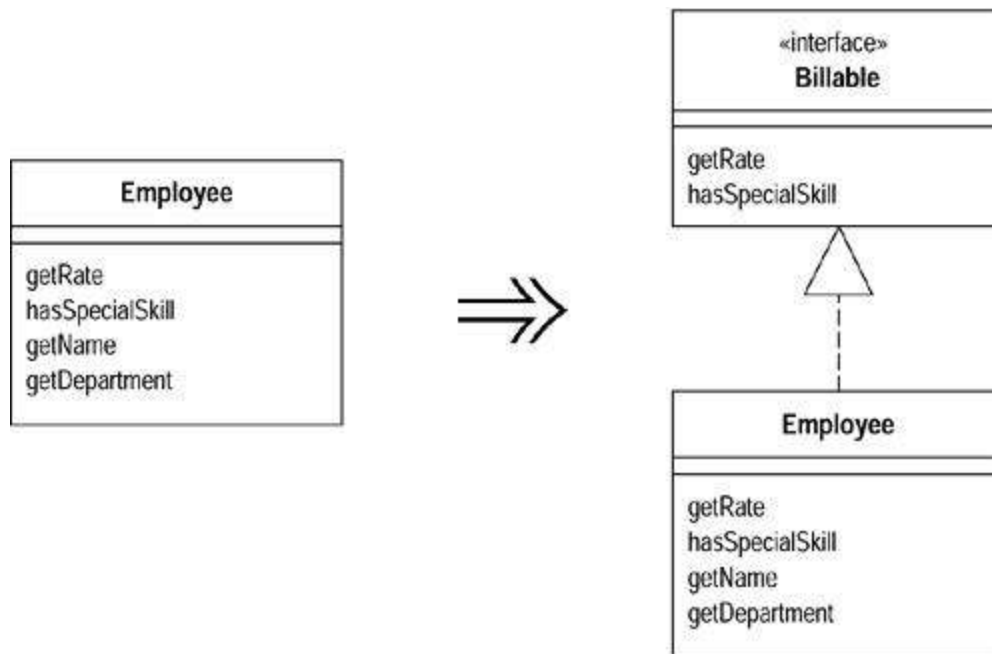 Employee
getRate
hasSpecialSkill
getName
getDepartment
«interface»
Billable
getRate
hasSpecialSkill
Employee
getRate
hasSpecialSkill
getName
getDepartment